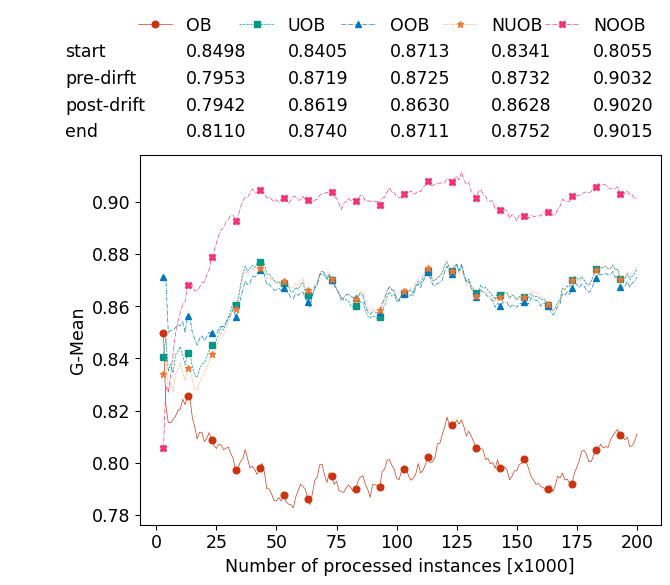 OB UOB OOB NUOB NOOB
start 0.8498 0.8405 0.8713 0.8341 0.8055
pre-dirft 0.7953 0.8719 0.8725 0.8732 0.9032
post-drift 0.7942 0.8619 0.8630 0.8628 0.9020
end 0.8110 0.8740 0.8711 0.8752 0.9015
0.90
0.88
0.86
0.84
0.82
0.80
0.78
G-Mean
0 25 50 75 100 125 150 175 200
Number of processed instances [x1000]